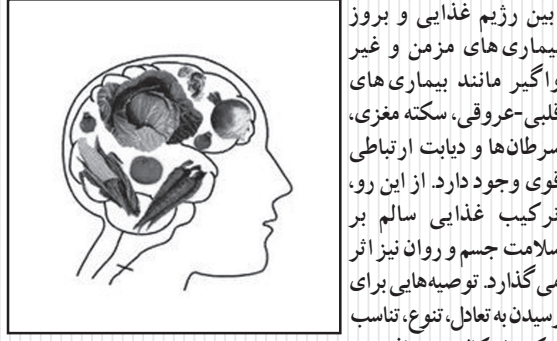 بین رژیم غذایی و بروز
بیماری‌های مزمن و غیر
واگیر مانند بیماری‌های
قلبی-عروقی، سکته مغزی،
سرطان‌ها و دیابت ارتباطی
قوی وجود دارد. از این رو،
ترکیب غذایی سالم بر
سلامت جسم و روان نیز اثر
می‌گذارد. توصیه‌هایی برای
رسیدن به تعادل، تنوع، تناسب